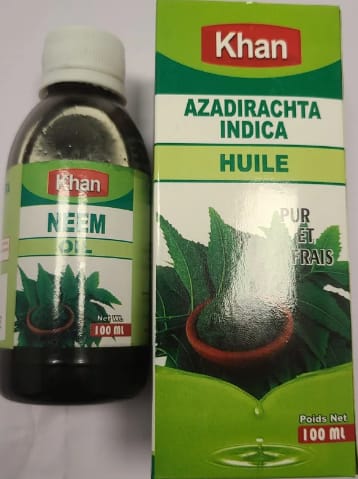 Khan
NEEM
OIL
Net Wt.
100 ML
Khan
AZADIRACHTA
INDICA
HUILE
PUR
ET
FRAIS
Poids Net
100 ML